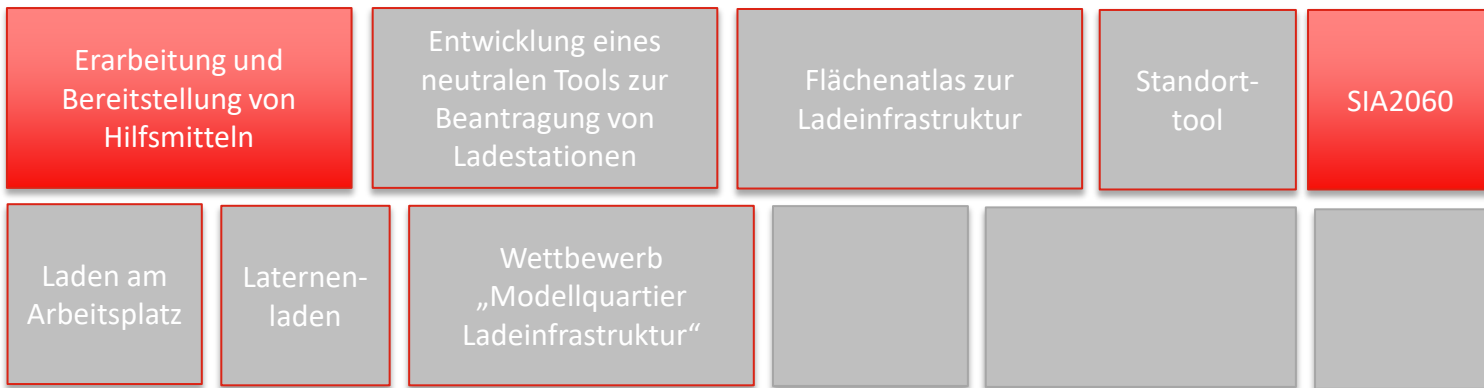 Erarbeitung und
Bereitstellung von
Hilfsmitteln
Entwicklung eines
neutralen Tools zur
Beantragung von
Ladestationen
Flächenatlas zur
Ladeinfrastruktur
Standort-
tool
SIA2060
Laden am
Arbeitsplatz
Laternen-
laden
Wettbewerb
„Modellquartier
Ladeinfrastruktur“